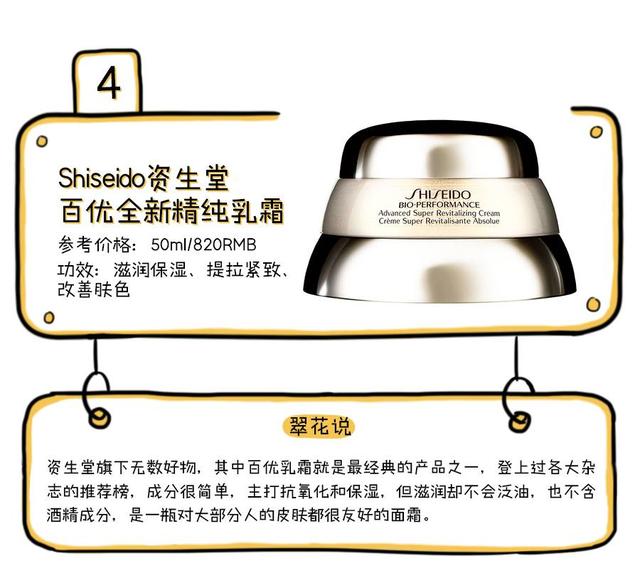 4
Shiseido资生堂
百优全新精纯乳霜
参考价格：50ml/820RMB
功效：滋润保湿、提拉紧致、
改善肤色
SHISEIDO
BIO-PERFORMANCE
Advanced Super Revitalizing Cream
Crème Super Revitalisante Absolue
翠花说
资生堂旗下无数好物，其中百优乳霜就是最经典的产品之一，登上过各大杂
志的推荐榜，成分很简单，主打抗氧化和保湿，但滋润却不会泛油，也不含
酒精成分，是一瓶对大部分人的皮肤都很友好的面霜。